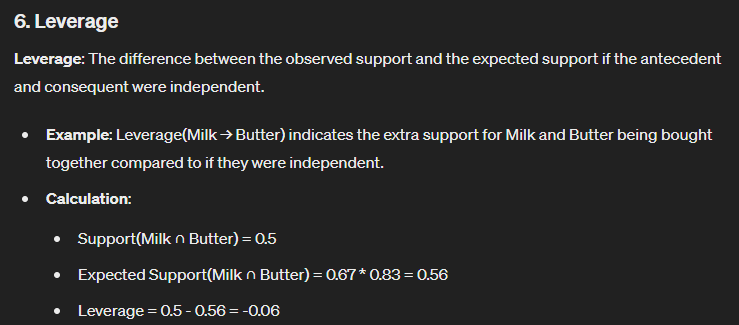 6. Leverage
Leverage: The difference between the observed support and the expected support if the antecedent
and consequent were independent.
• Example: Leverage(Milk → Butter) indicates the extra support for Milk and Butter being bought
together compared to if they were independent.
• Calculation:
• Support(Milk ∩ Butter) = 0.5
• Expected Support(Milk ∩ Butter) = 0.67 * 0.83 = 0.56
• Leverage = 0.5 - 0.56 = -0.06